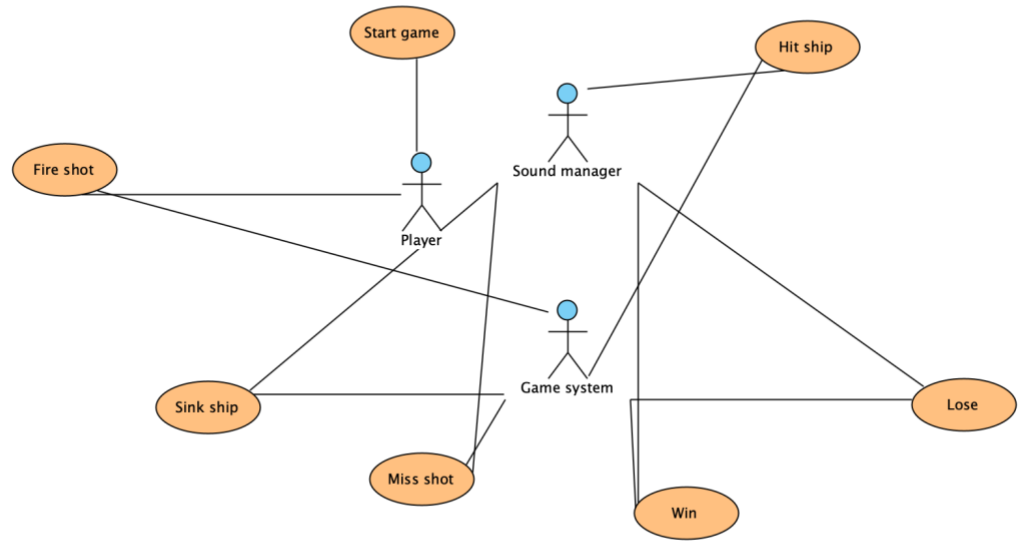 Start game
Hit ship
Fire shot
Sound manager
Player
Game system
Sink ship
Lose
Miss shot
Win